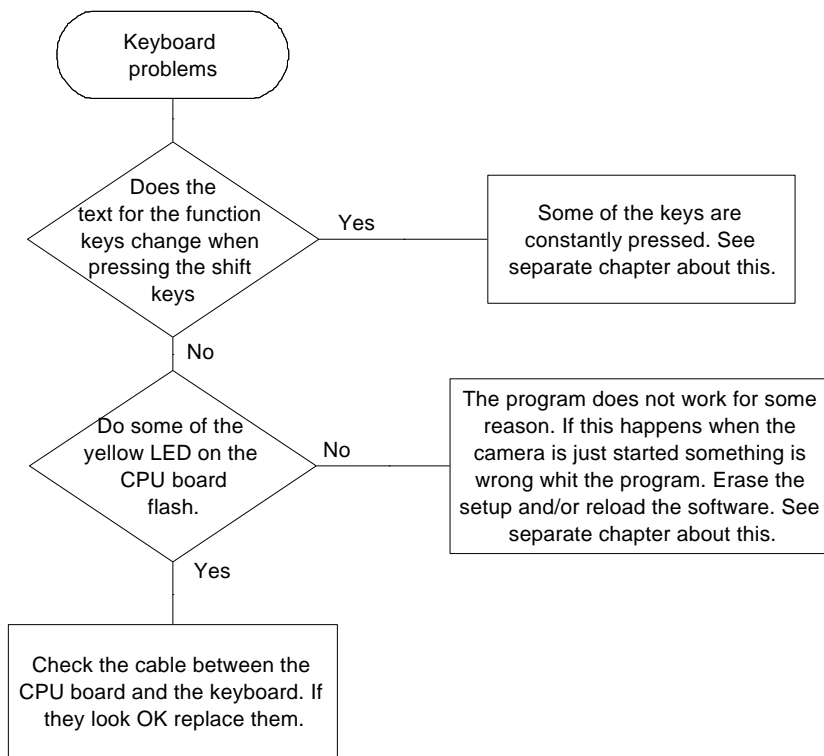 Keyboard
problems
Does the
text for the function
keys change when
pressing the shift
keys
Yes
Some of the keys are
constantly pressed. See
separate chapter about this.
No
Do some of the
yellow LED on the
CPU board
flash.
No
The program does not work for some
reason. If this happens when the
camera is just started something is
wrong whit the program. Erase the
setup and/or reload the software. See
separate chapter about this.
Yes
Check the cable between the
CPU board and the keyboard. If
they look OK replace them.